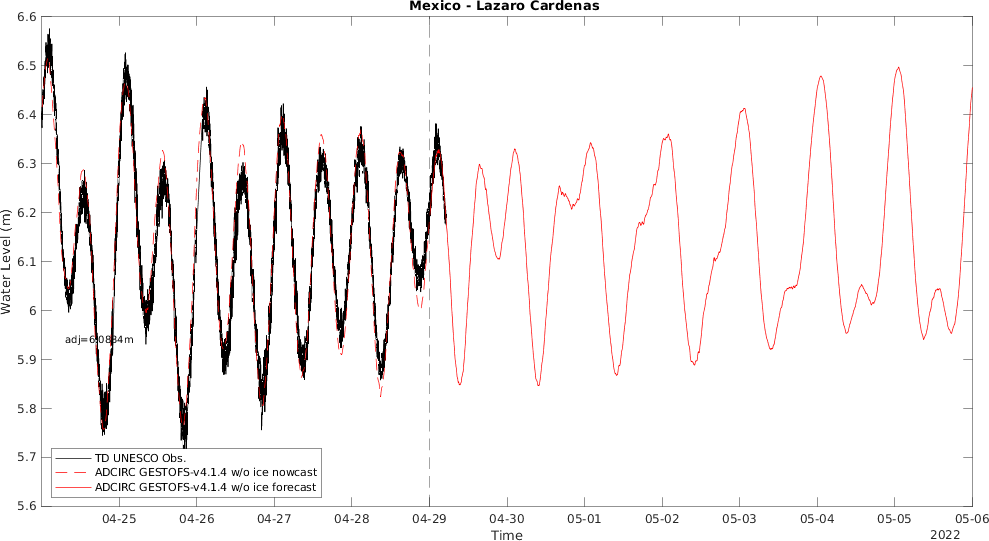 Mexico - Lazaro Cardenas
6.6
6.5
6.4
6.3
6.2
6.1
6
5.9
5.8
5.7
5.6
Water Level (m)
adj=6.0884m
TD UNESCO Obs.
ADCIRC GESTOFS-v4.1.4 w/o ice nowcast
ADCIRC GESTOFS-v4.1.4 w/o ice forecast
04-25 04-26 04-27 04-28 04-29 04-30 05-01 05-02 05-03 05-04 05-05 05-06
Time
2022